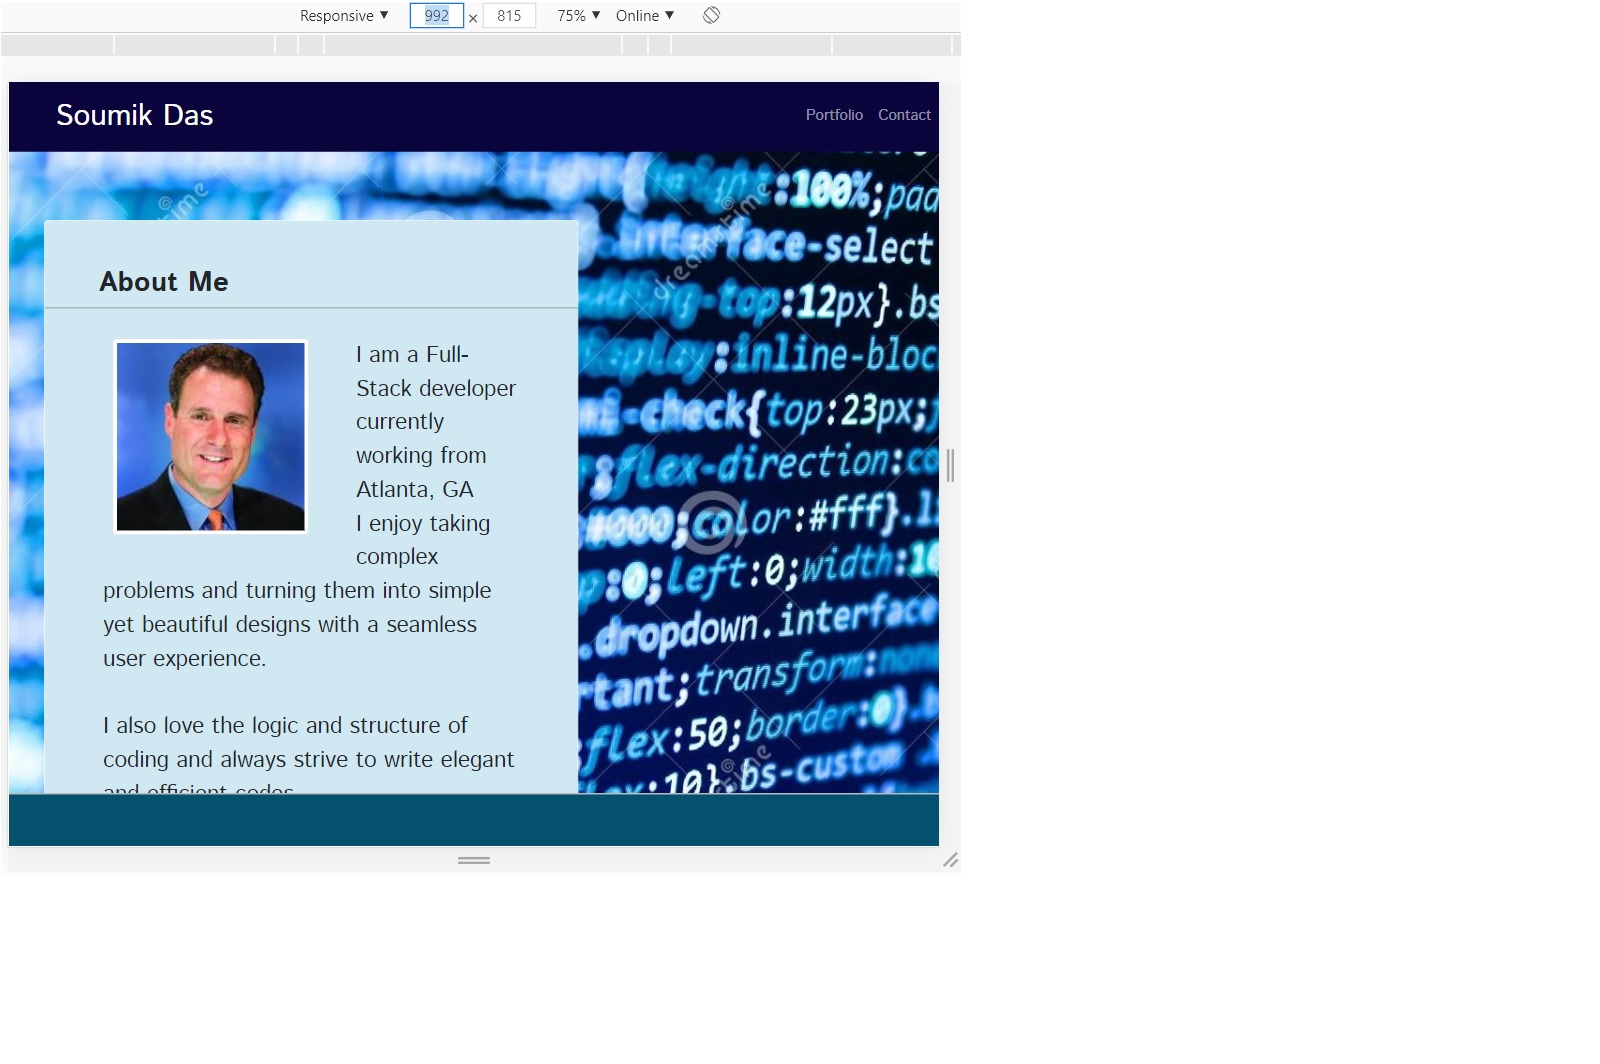 Responsive ▼ 992 × 815 75% ▼ Online ▼
Soumik Das
Portfolio Contact
About Me
I am a Full-
Stack developer
currently
working from
Atlanta, GA
I enjoy taking
complex
problems and turning them into simple
yet beautiful designs with a seamless
user experience.
I also love the logic and structure of
coding and always strive to write elegant
and efficient codes
height:100%;pad
interface-select
-top:12px}.bs
display:inline-bloc
-check{top:23px;
;flex-direction:co
#000;color:#fff}.l
p:0;left:0;width:10
.dropdown.interface
rtant;transform:non
flex:50;border:0}.b
:10}.bs-custom
dreamstime